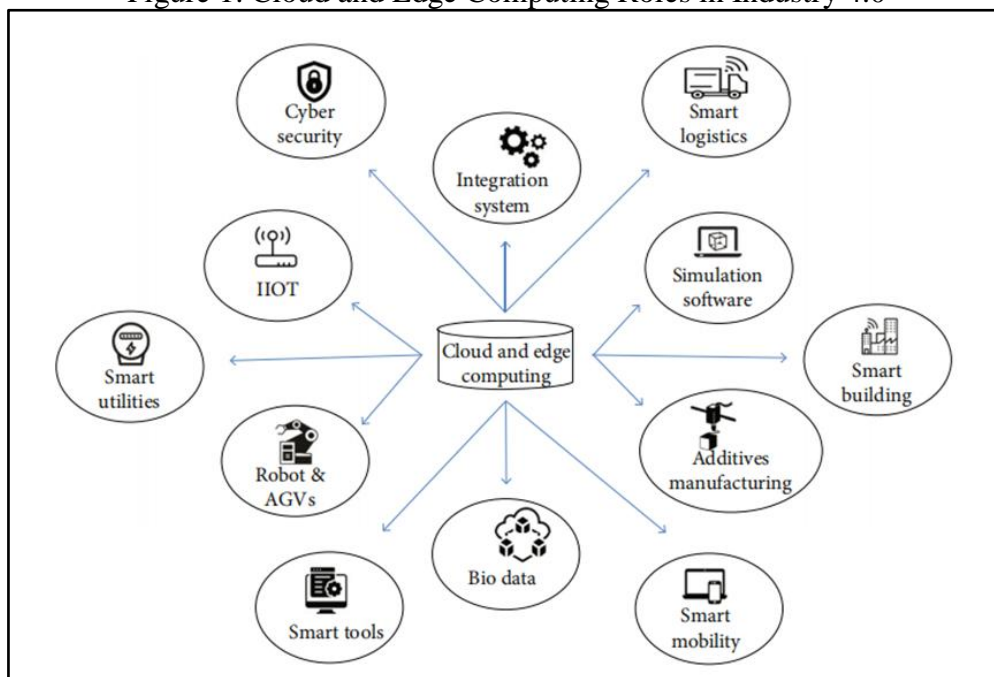 Figure 1: Cloud and Edge Computing Roles in Industry 4.0
Cyber
security
Smart
logistics
Integration
system
IIOT
Simulation
software
Cloud and edge
computing
Smart
utilities
Smart
building
Robot &
AGVs
Additives
manufacturing
Bio data
Smart tools
Smart
mobility